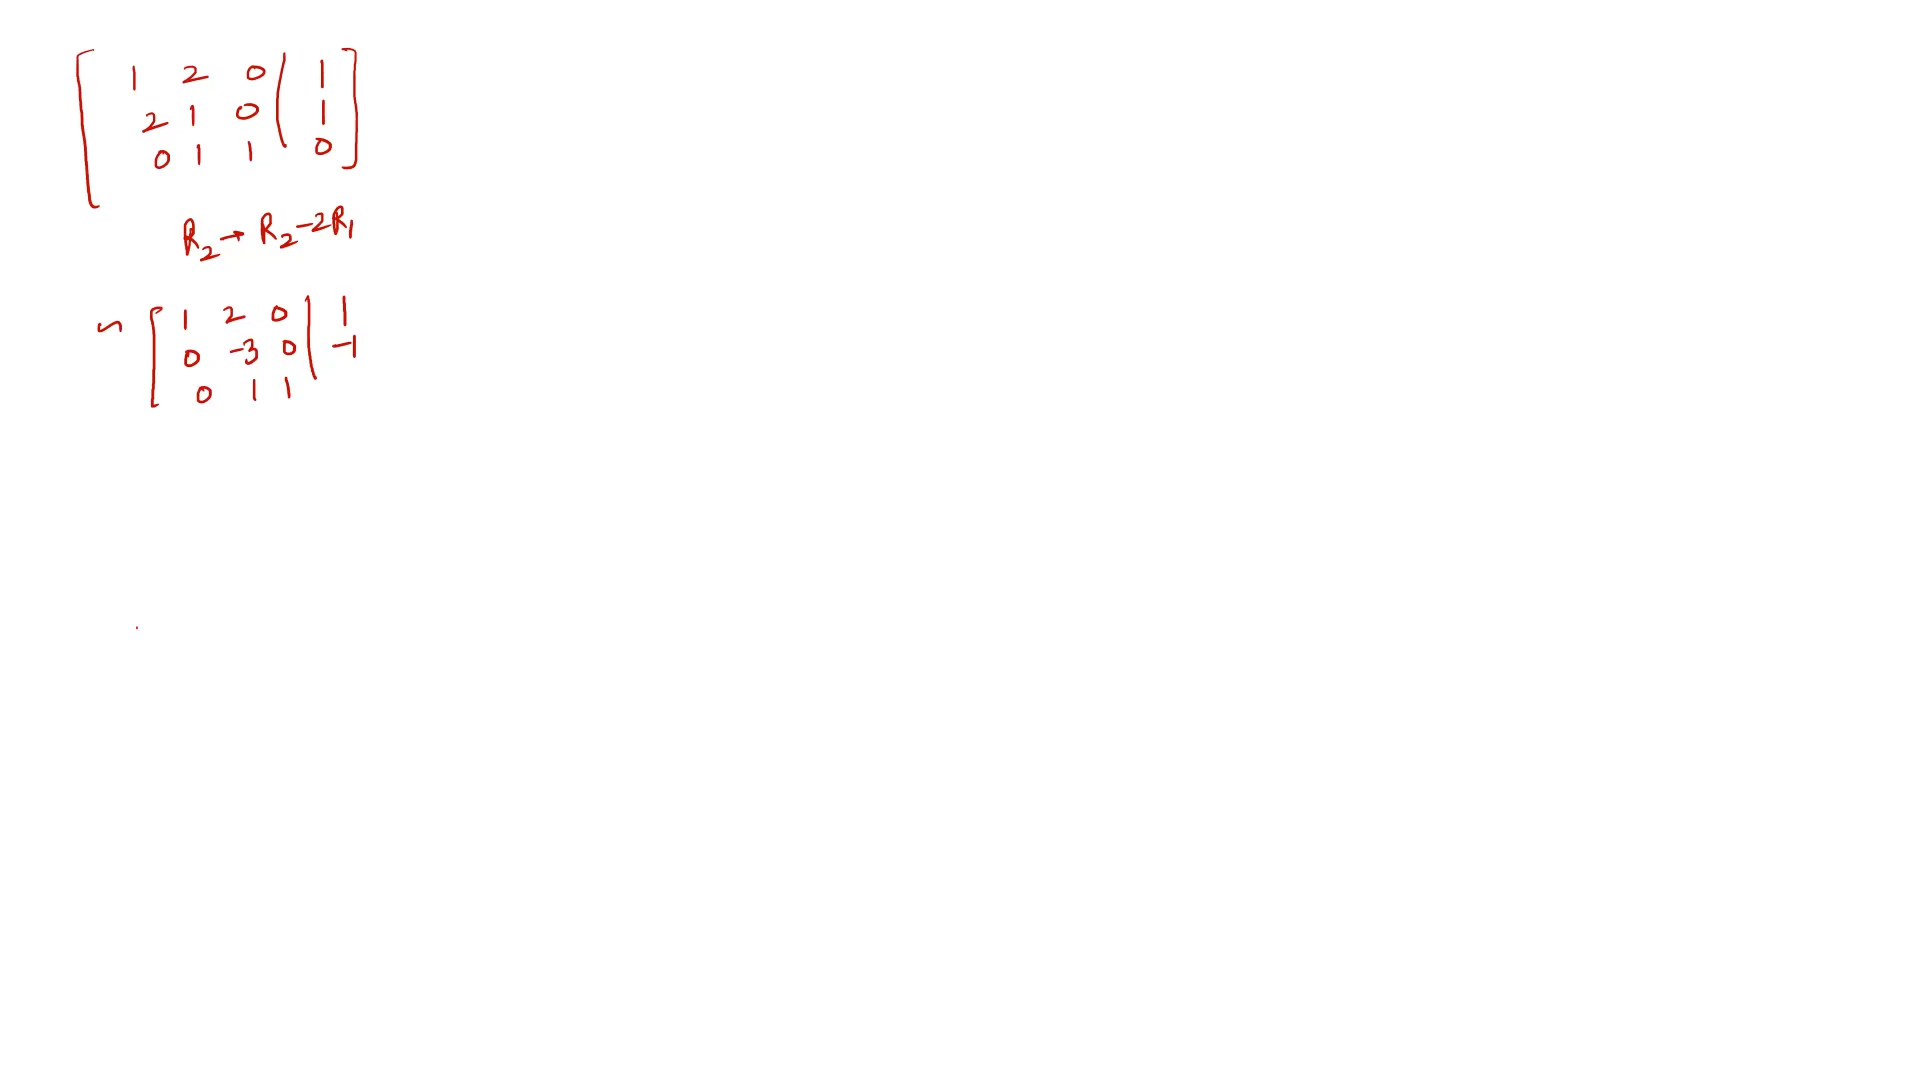 [ 1 2 0 | 1 ]
2 1 0 | 1
0 1 1 0
R₂ → R₂ - 2R₁
~ [ 1 2 0 | 1
0 -3 0 | -1
0 1 1